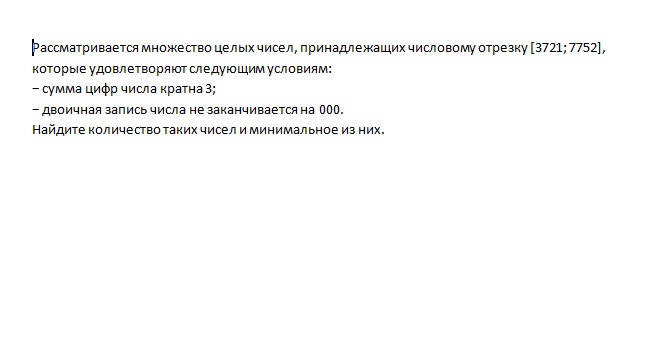 Рассматривается множество целых чисел, принадлежащих числовому отрезку [3721; 7752],
которые удовлетворяют следующим условиям:
− сумма цифр числа кратна 3;
− двоичная запись числа не заканчивается на 000.
Найдите количество таких чисел и минимальное из них.